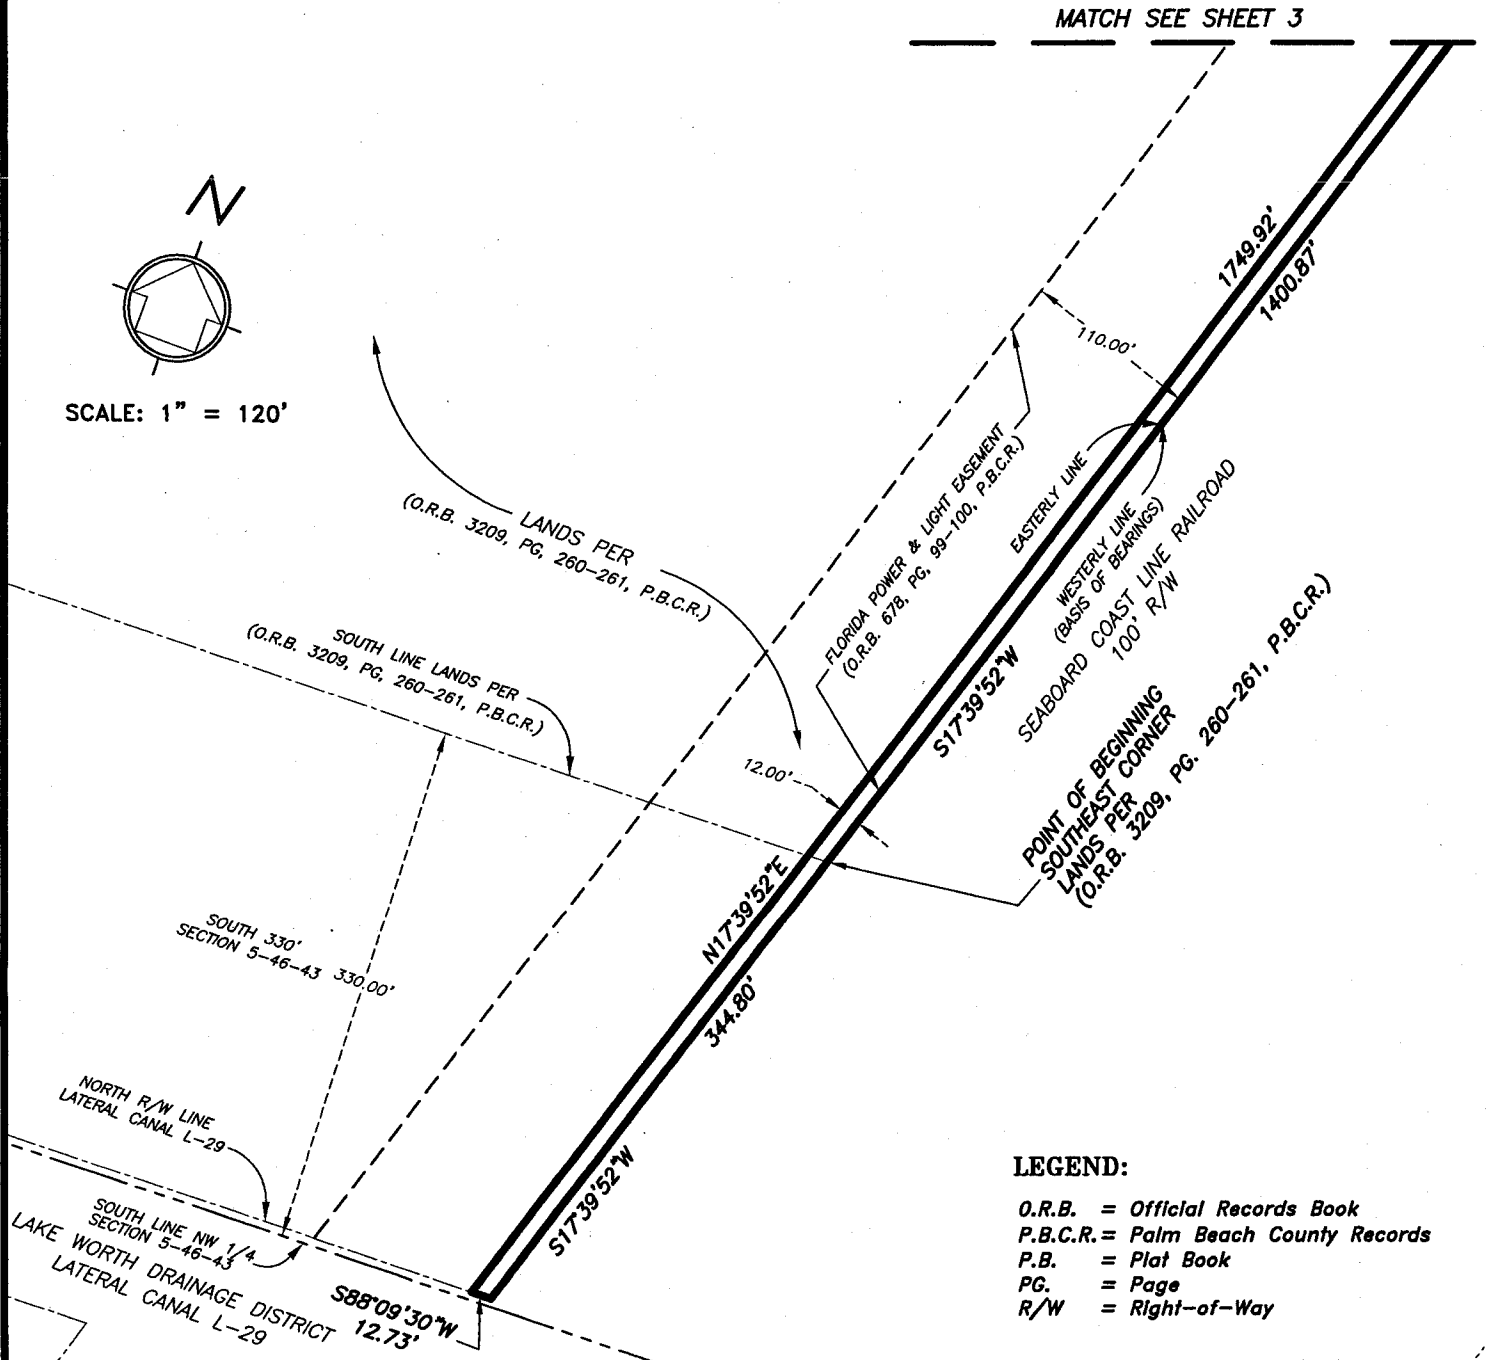 MATCH SEE SHEET 3
N
SCALE: 1" = 120'
1749.92'
1400.87'
110.00'
LANDS PER
(O.R.B. 3209, PG, 260-261, P.B.C.R.)
FLORIDA POWER & LIGHT EASEMENT
(O.R.B. 678, PG, 99-100, P.B.C.R.)
EASTERLY LINE
WESTERLY LINE
(BASIS OF BEARINGS)
SEABOARD COAST LINE RAILROAD
100' R/W
SOUTH LINE LANDS PER
(O.R.B. 3209, PG, 260-261, P.B.C.R.)
S17°39'52"W
12.00'
POINT OF BEGINNING
SOUTHEAST CORNER
LANDS PER
(O.R.B. 3209, PG. 260-261, P.B.C.R.)
N17°39'52"E
344.80'
SOUTH 330'
SECTION 5-46-43
330.00'
NORTH R/W LINE
LATERAL CANAL L-29
S17°39'52"W
SOUTH LINE NW 1/4
SECTION 5-46-43
LAKE WORTH DRAINAGE DISTRICT
LATERAL CANAL L-29
S88°09'30"W
12.73'
LEGEND:
O.R.B. = Official Records Book
P.B.C.R. = Palm Beach County Records
P.B. = Plat Book
PG. = Page
R/W = Right-of-Way